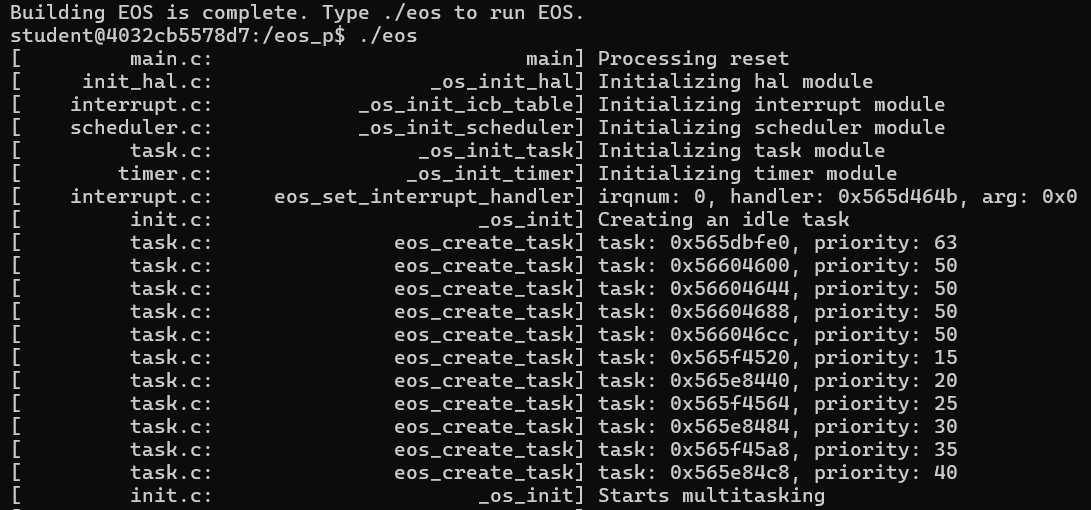 Building EOS is complete. Type ./eos to run EOS.
student@4032cb5578d7:/eos_p$ ./eos
[         main.c:                          main] Processing reset
[     init_hal.c:                  _os_init_hal] Initializing hal module
[    interrupt.c:            _os_init_icb_table] Initializing interrupt module
[    scheduler.c:            _os_init_scheduler] Initializing scheduler module
[         task.c:                 _os_init_task] Initializing task module
[        timer.c:                _os_init_timer] Initializing timer module
[    interrupt.c:     eos_set_interrupt_handler] irqnum: 0, handler: 0x565d464b, arg: 0x0
[         init.c:                      _os_init] Creating an idle task
[         task.c:               eos_create_task] task: 0x565dbfe0, priority: 63
[         task.c:               eos_create_task] task: 0x56604600, priority: 50
[         task.c:               eos_create_task] task: 0x56604644, priority: 50
[         task.c:               eos_create_task] task: 0x56604688, priority: 50
[         task.c:               eos_create_task] task: 0x566046cc, priority: 50
[         task.c:               eos_create_task] task: 0x565f4520, priority: 15
[         task.c:               eos_create_task] task: 0x565e8440, priority: 20
[         task.c:               eos_create_task] task: 0x565f4564, priority: 25
[         task.c:               eos_create_task] task: 0x565e8484, priority: 30
[         task.c:               eos_create_task] task: 0x565f45a8, priority: 35
[         task.c:               eos_create_task] task: 0x565e84c8, priority: 40
[         init.c:                      _os_init] Starts multitasking